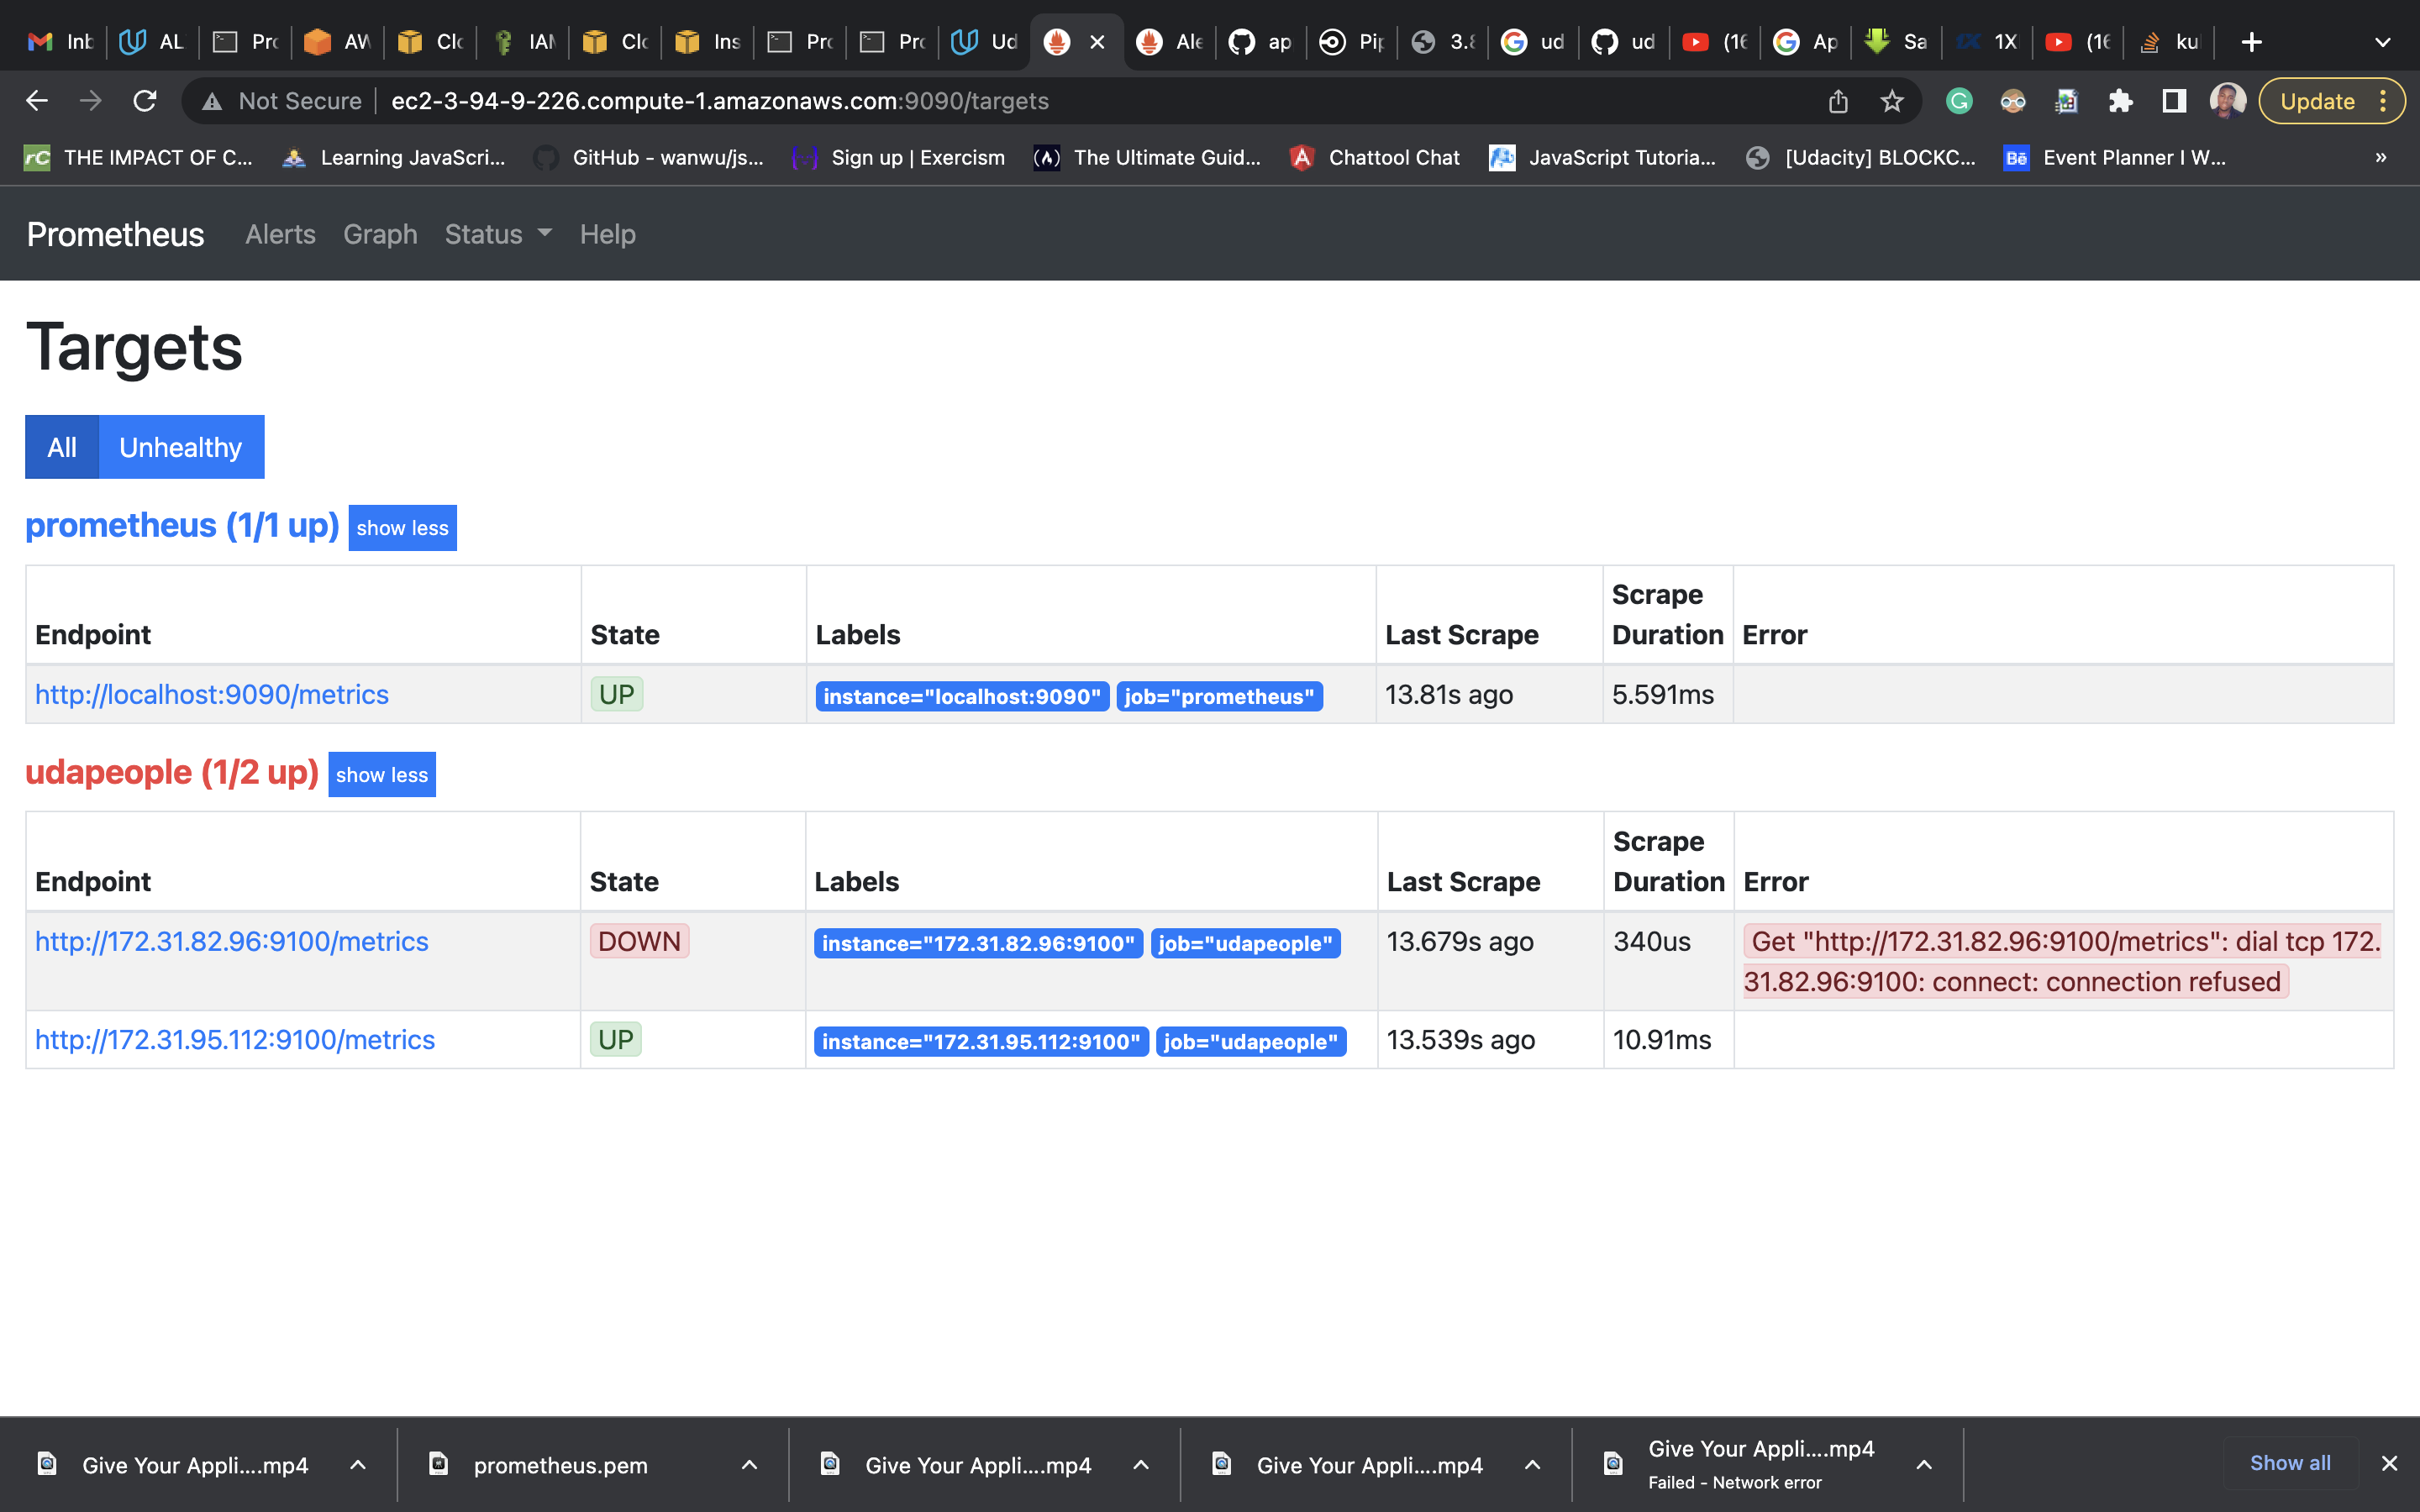 Inb AL Pro AW Clo IAM Clo Ins Pro Pro Ud Ale ap Pip 3.8 ud ud (16 Ap Sa 1X (16 ku
Not Secure ec2-3-94-9-226.compute-1.amazonaws.com:9090/targets Update
THE IMPACT OF C... Learning JavaScri... GitHub - wanwu/js... Sign up | Exercism The Ultimate Guid... Chattool Chat JavaScript Tutoria... [Udacity] BLOCKC... Event Planner I W... »
Prometheus Alerts Graph Status Help
Targets
All Unhealthy
prometheus (1/1 up) show less
Endpoint State Labels Last Scrape Scrape Duration Error
http://localhost:9090/metrics UP instance="localhost:9090" job="prometheus" 13.81s ago 5.591ms
udapeople (1/2 up) show less
Endpoint State Labels Last Scrape Scrape Duration Error
http://172.31.82.96:9100/metrics DOWN instance="172.31.82.96:9100" job="udapeople" 13.679s ago 340us Get "http://172.31.82.96:9100/metrics": dial tcp 172.
31.82.96:9100: connect: connection refused
http://172.31.95.112:9100/metrics UP instance="172.31.95.112:9100" job="udapeople" 13.539s ago 10.91ms
Give Your Appli....mp4 prometheus.pem Give Your Appli....mp4 Give Your Appli....mp4 Give Your Appli....mp4 Show all
Failed - Network error